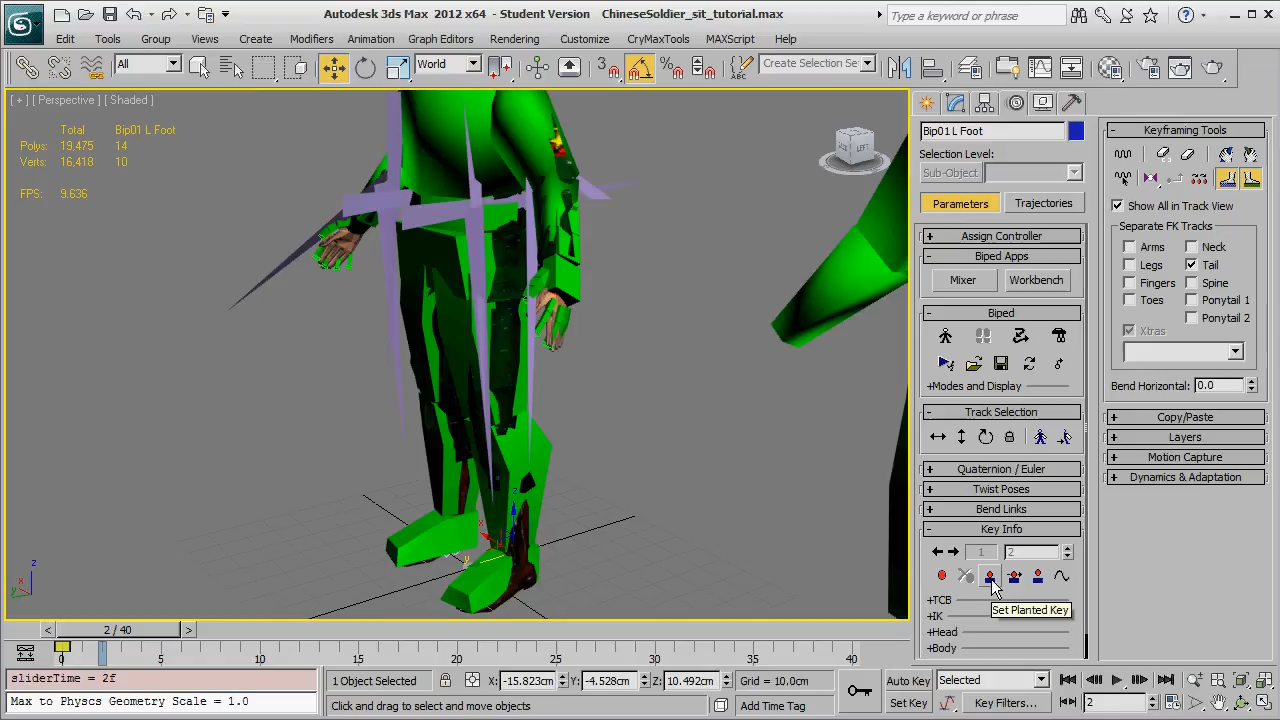 Autodesk 3ds Max 2012 x64 - Student Version ChineseSoldier_sit_tutorial.max
Type a keyword or phrase
Edit Tools Group Views Create Modifiers Animation Graph Editors Rendering Customize CryMaxTools MAXScript Help
All
World
3
Create Selection Se
[ + ] [ Perspective ] [ Shaded ]
Total Bip01 L Foot
Polys: 19,475 14
Verts: 16,418 10
FPS: 9.636
LEFT
z
x
y
z
x
y
Bip01 L Foot
Selection Level:
Sub-Object
Parameters Trajectories
+ Assign Controller
- Biped Apps
Mixer Workbench
- Biped
+Modes and Display
- Track Selection
+ Quaternion / Euler
+ Twist Poses
+ Bend Links
- Key Info
1 2
+TCB
Set Planted Key
+IK
+Head
+Body
- Keyframing Tools
Show All in Track View
Separate FK Tracks
Arms Neck
Legs Tail
Fingers Spine
Toes Ponytail 1
Ponytail 2
Xtras
Bend Horizontal: 0.0
+ Copy/Paste
+ Layers
+ Motion Capture
+ Dynamics & Adaptation
< 2 / 40 >
0 5 10 15 20 25 30 35 40
sliderTime = 2f
Max to Physics Geometry Scale = 1.0
1 Object Selected
X: -15.823cm Y: -4.528cm Z: 10.492cm Grid = 10.0cm
Click and drag to select and move objects
Add Time Tag
Auto Key Selected
Set Key Key Filters...
2